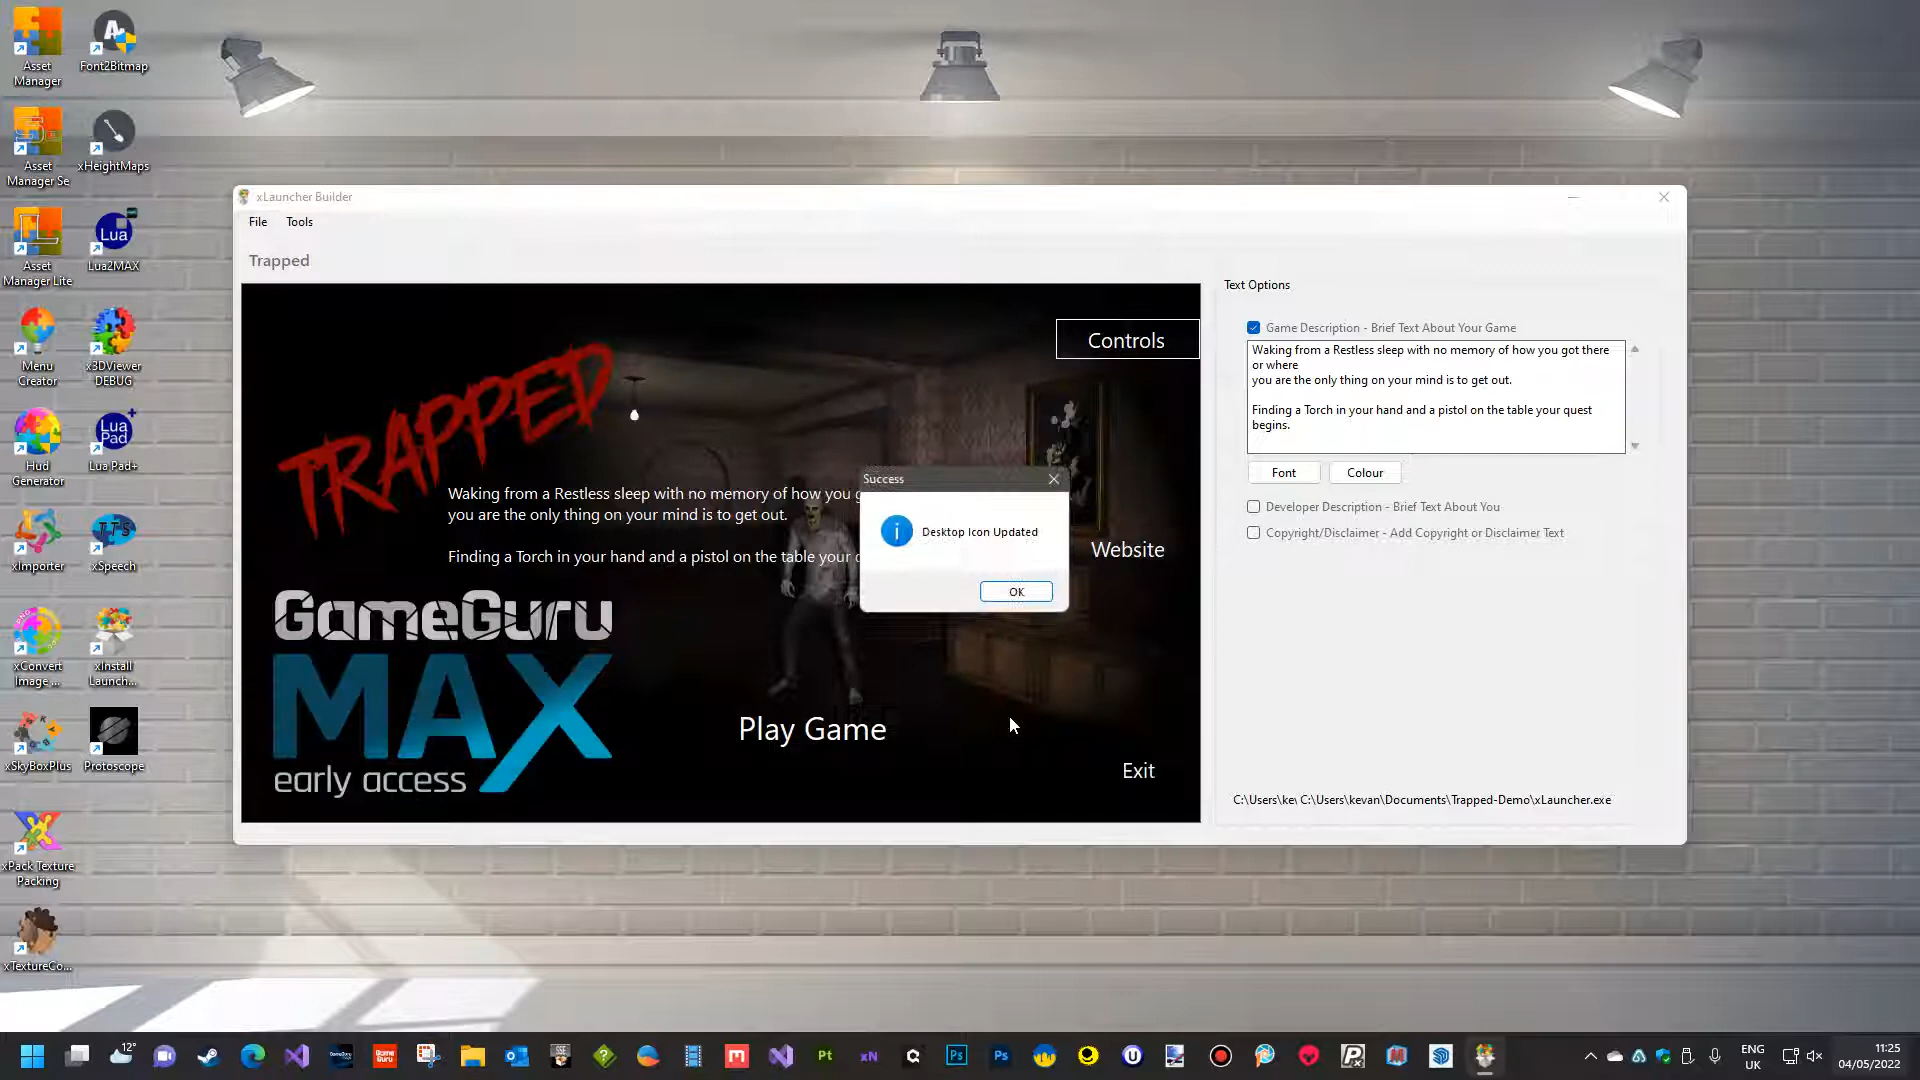 Asset
Manager
Font2Bitmap
Asset
Manager Se
xHeightMaps
Asset
Manager Lite
Lua
Lua2MAX
Menu
Creator
x3DViewer
DEBUG
Hud
Generator
Lua
Pad
Lua Pad+
xImporter
TTS
xSpeech
xConvert
Image ...
xInstall
Launch...
xSkyBoxPlus
Protoscope
xPack Texture
Packing
xTextureCo...
xLauncher Builder
File Tools
Trapped
Controls
TRAPPED
Waking from a Restless sleep with no memory of how you g
you are the only thing on your mind is to get out.
Finding a Torch in your hand and a pistol on the table your
Website
GameGuru
MAX
early access
Play Game
Exit
Success
Desktop Icon Updated
OK
Text Options
Game Description - Brief Text About Your Game
Waking from a Restless sleep with no memory of how you got there
or where
you are the only thing on your mind is to get out.
Finding a Torch in your hand and a pistol on the table your quest
begins.
Font Colour
Developer Description - Brief Text About You
Copyright/Disclaimer - Add Copyright or Disclaimer Text
C:\Users\ke C:\Users\kevan\Documents\Trapped-Demo\xLauncher.exe
12°
Pt
xN
Ps
Ps
ENG
UK
11:25
04/05/2022